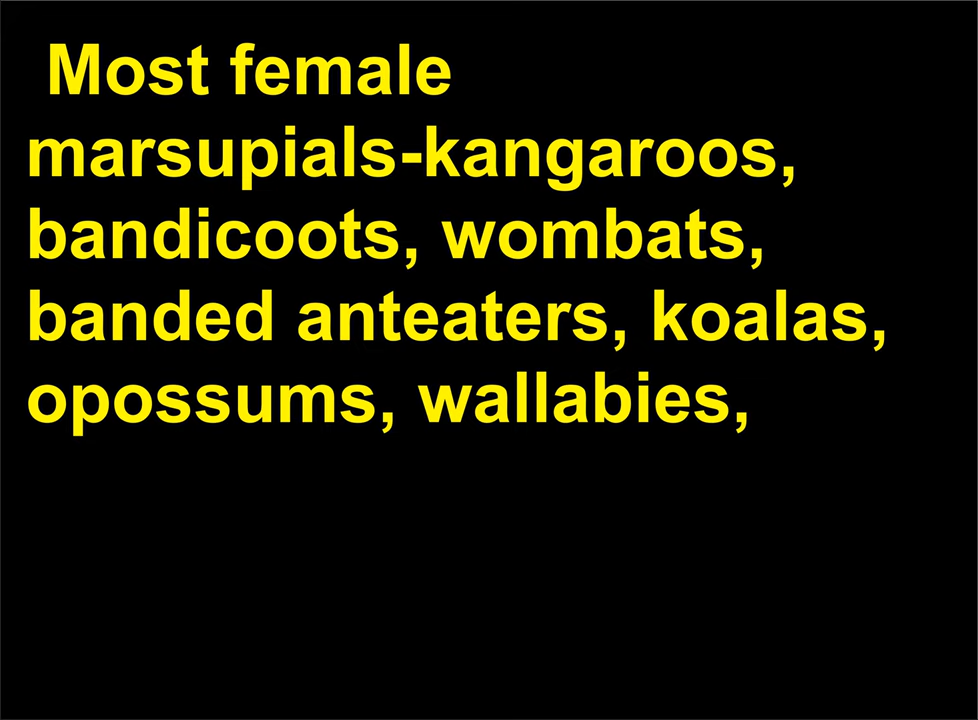 Most female
marsupials-kangaroos,
bandicoots, wombats,
banded anteaters, koalas,
opossums, wallabies,